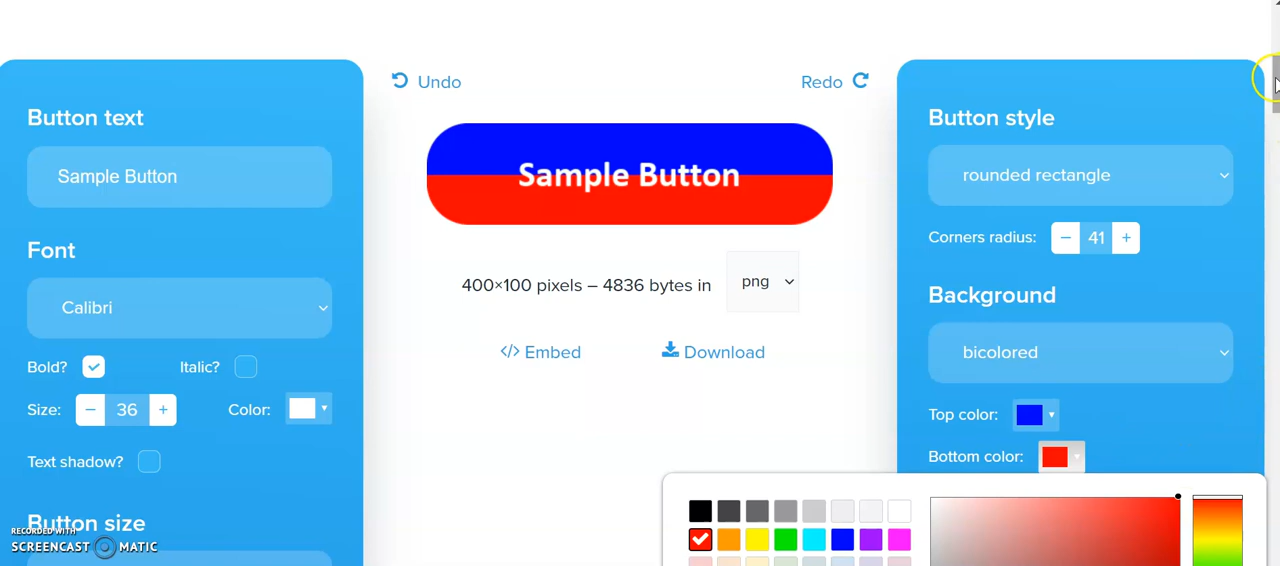 Undo
Redo
Button text
Sample Button
Font
Calibri
Bold?
Italic?
Size: − 36 +
Color:
Text shadow?
Button size
RECORDED WITH
SCREENCAST MATIC
Sample Button
400×100 pixels – 4836 bytes in png
</> Embed
Download
Button style
rounded rectangle
Corners radius: − 41 +
Background
bicolored
Top color:
Bottom color: